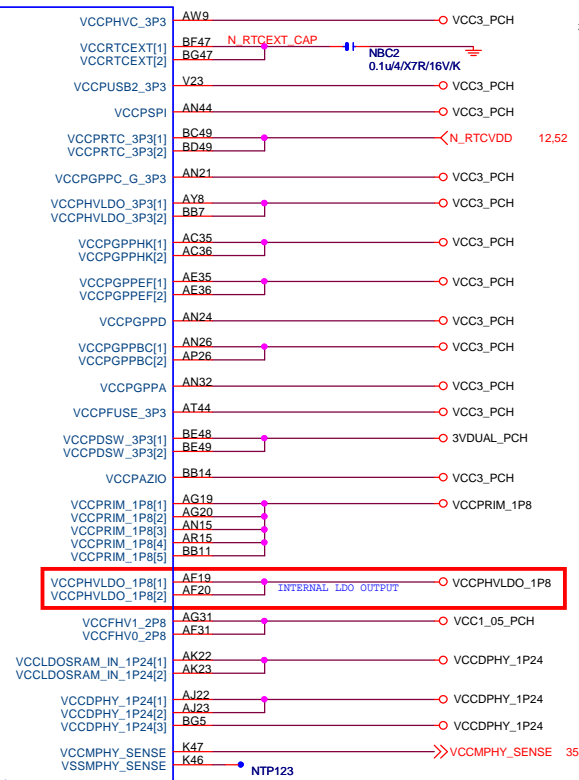 VCCPHVC_3P3 AW9 VCC3_PCH
VCCRTCEXT[1] BF47 N_RTCEXT_CAP
VCCRTCEXT[2] BG47 NBC2
0.1u/4/X7R/16V/K
VCCPUSB2_3P3 V23 VCC3_PCH
VCCPSPI AN44 VCC3_PCH
VCCPRTC_3P3[1] BC49 N_RTCVDD 12,52
VCCPRTC_3P3[2] BD49
VCCPGPPC_G_3P3 AN21 VCC3_PCH
VCCPHVLDO_3P3[1] AY8 VCC3_PCH
VCCPHVLDO_3P3[2] BB7
VCCPGPPHK[1] AC35 VCC3_PCH
VCCPGPPHK[2] AC36
VCCPGPPEF[1] AE35 VCC3_PCH
VCCPGPPEF[2] AE36
VCCPGPPD AN24 VCC3_PCH
VCCPGPPBC[1] AN26 VCC3_PCH
VCCPGPPBC[2] AP26
VCCPGPPA AN32 VCC3_PCH
VCCPFUSE_3P3 AT44 VCC3_PCH
VCCPDSW_3P3[1] BE48 3VDUAL_PCH
VCCPDSW_3P3[2] BE49
VCCPAZIO BB14 VCC3_PCH
VCCPRIM_1P8[1] AG19 VCCPRIM_1P8
VCCPRIM_1P8[2] AG20
VCCPRIM_1P8[3] AN15
VCCPRIM_1P8[4] AR15
VCCPRIM_1P8[5] BB11
VCCPHVLDO_1P8[1] AF19 INTERNAL LDO OUTPUT VCCPHVLDO_1P8
VCCPHVLDO_1P8[2] AF20
VCCFHV1_2P8 AG31 VCC1_05_PCH
VCCFHV0_2P8 AF31
VCCLDOSRAM_IN_1P24[1] AK22 VCCDPHY_1P24
VCCLDOSRAM_IN_1P24[2] AK23
VCCDPHY_1P24[1] AJ22 VCCDPHY_1P24
VCCDPHY_1P24[2] AJ23
VCCDPHY_1P24[3] BG5 VCCDPHY_1P24
VCCMPHY_SENSE K47 VCCMPHY_SENSE 35
VSSMPHY_SENSE K46 NTP123